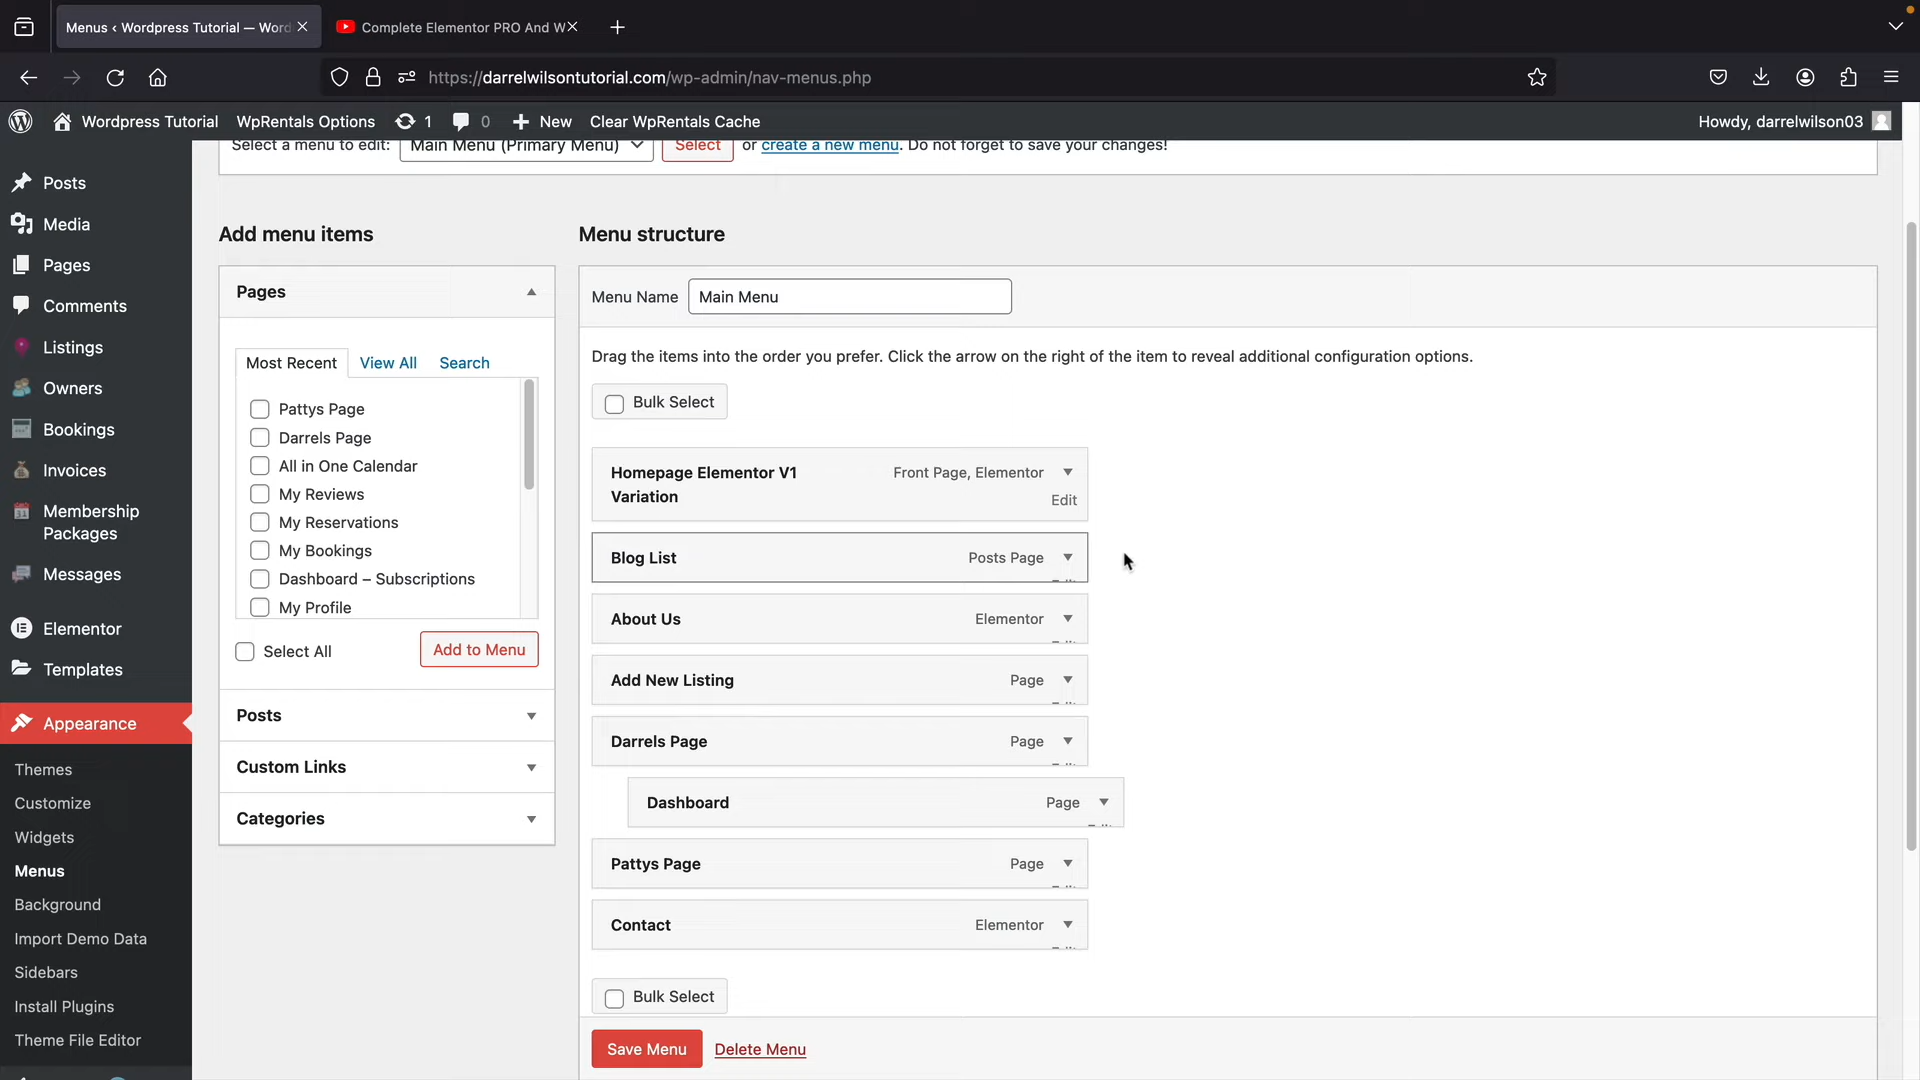 Menus ‹ Wordpress Tutorial — Word
Complete Elementor PRO And W
https://darrelwilsontutorial.com/wp-admin/nav-menus.php
Wordpress Tutorial
WpRentals Options
1
0
New
Clear WpRentals Cache
Howdy, darrelwilson03
Select a menu to edit:
Main Menu (Primary Menu)
Select
or create a new menu. Do not forget to save your changes!
Posts
Media
Pages
Comments
Listings
Owners
Bookings
Invoices
Membership
Packages
Messages
Elementor
Templates
Appearance
Themes
Customize
Widgets
Menus
Background
Import Demo Data
Sidebars
Install Plugins
Theme File Editor
Add menu items
Pages
Most Recent
View All
Search
Pattys Page
Darrels Page
All in One Calendar
My Reviews
My Reservations
My Bookings
Dashboard – Subscriptions
My Profile
Select All
Add to Menu
Posts
Custom Links
Categories
Menu structure
Menu Name
Main Menu
Drag the items into the order you prefer. Click the arrow on the right of the item to reveal additional configuration options.
Bulk Select
Homepage Elementor V1
Variation
Front Page, Elementor
Edit
Blog List
Posts Page
About Us
Elementor
Add New Listing
Page
Darrels Page
Page
Dashboard
Page
Pattys Page
Page
Contact
Elementor
Bulk Select
Save Menu
Delete Menu